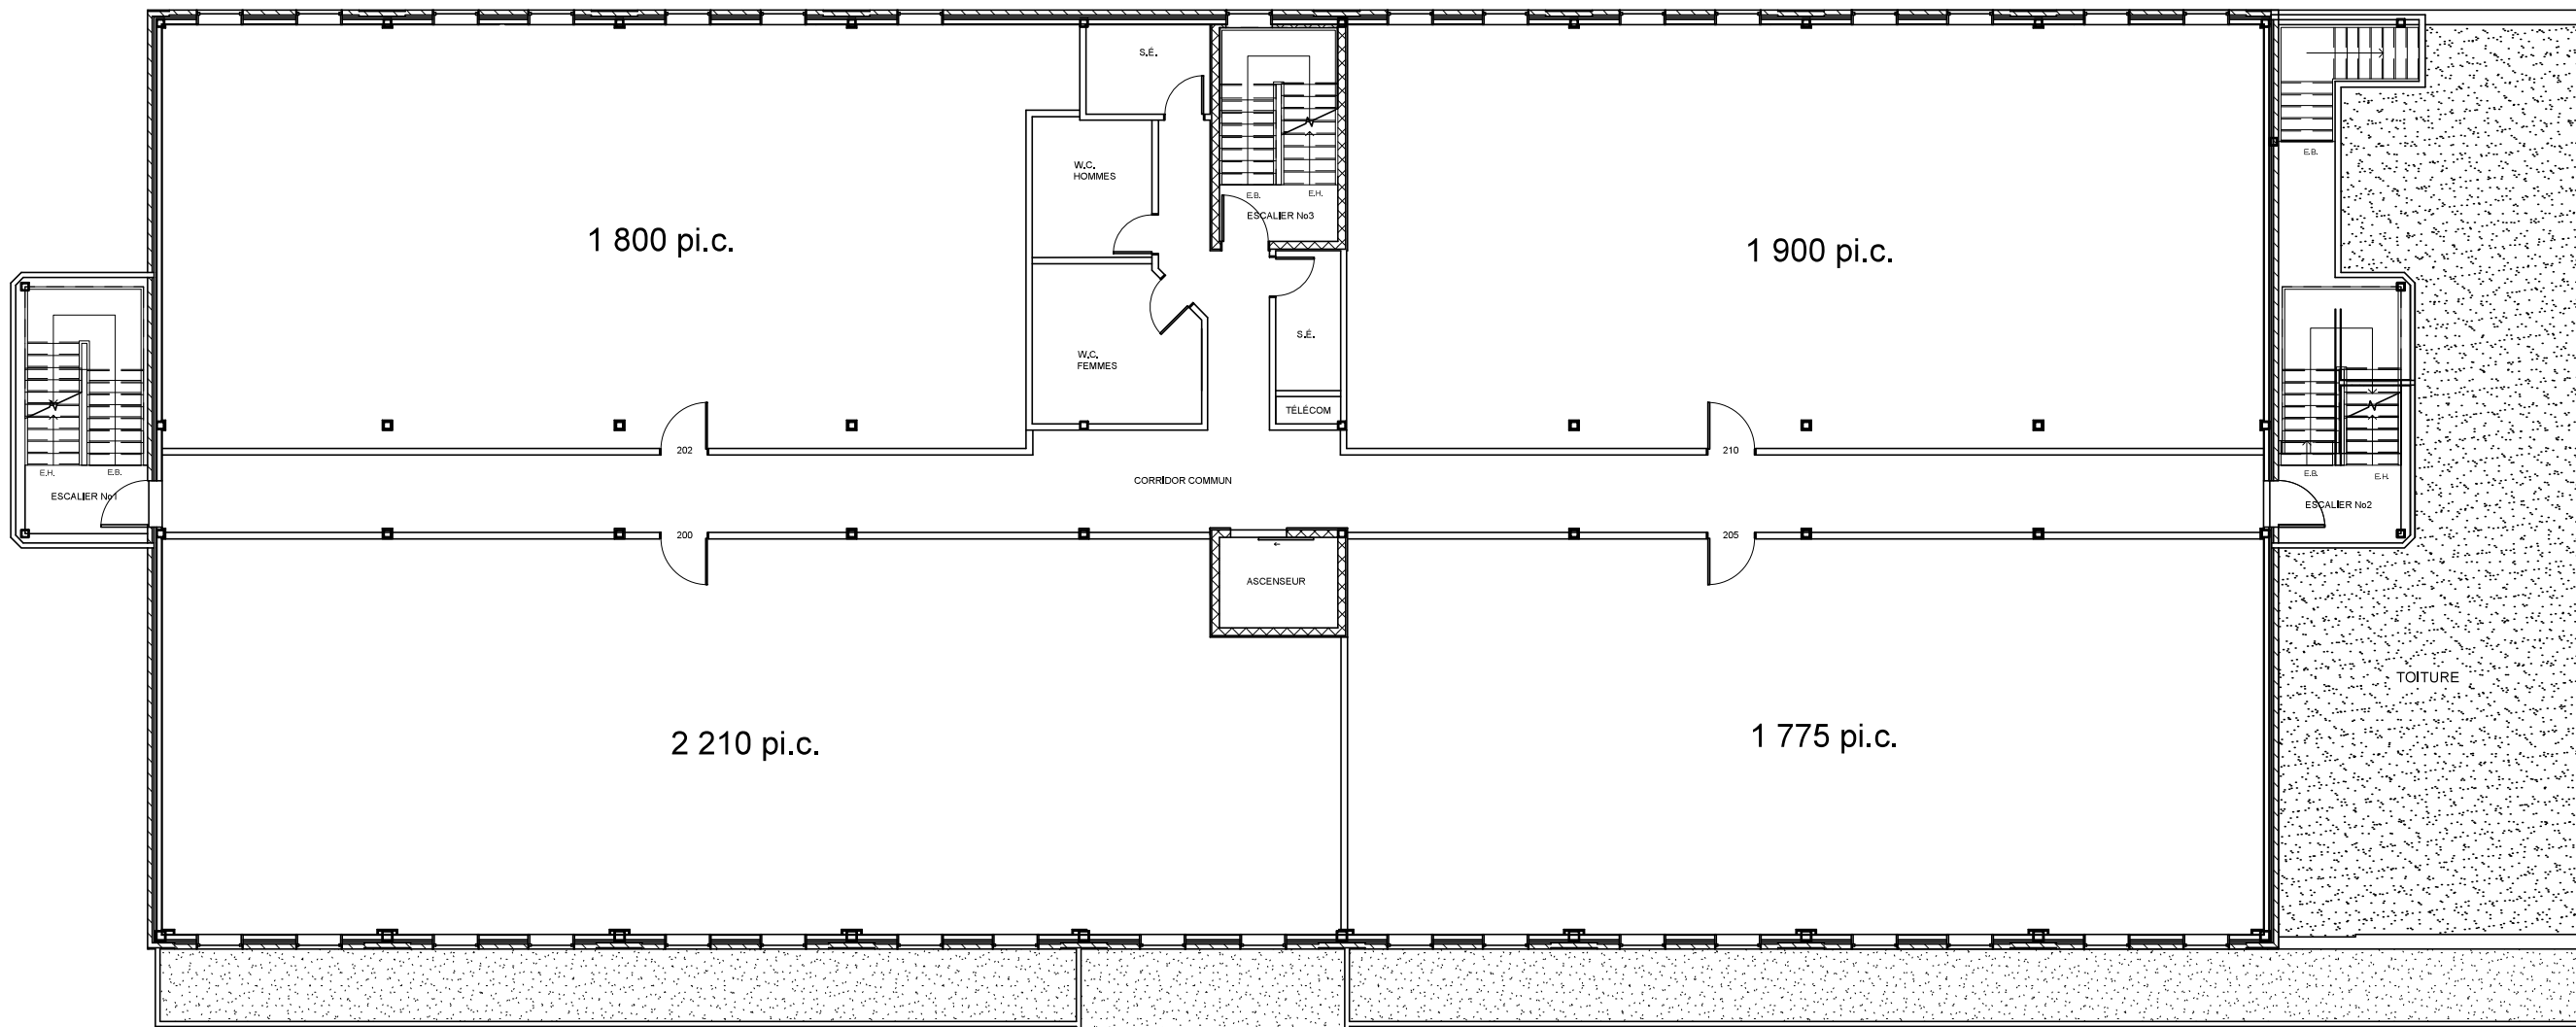 S.É.
E.B.
W.C.
HOMMES
E.B.
E.H.
ESCALIER No3
1 800 pi.c.
1 900 pi.c.
S.É.
W.C.
FEMMES
TÉLÉCOM
202
210
E.H.
E.B.
E.B.
E.H.
CORRIDOR COMMUN
ESCALIER No1
ESCALIER No2
200
205
ASCENSEUR
TOITURE
2 210 pi.c.
1 775 pi.c.